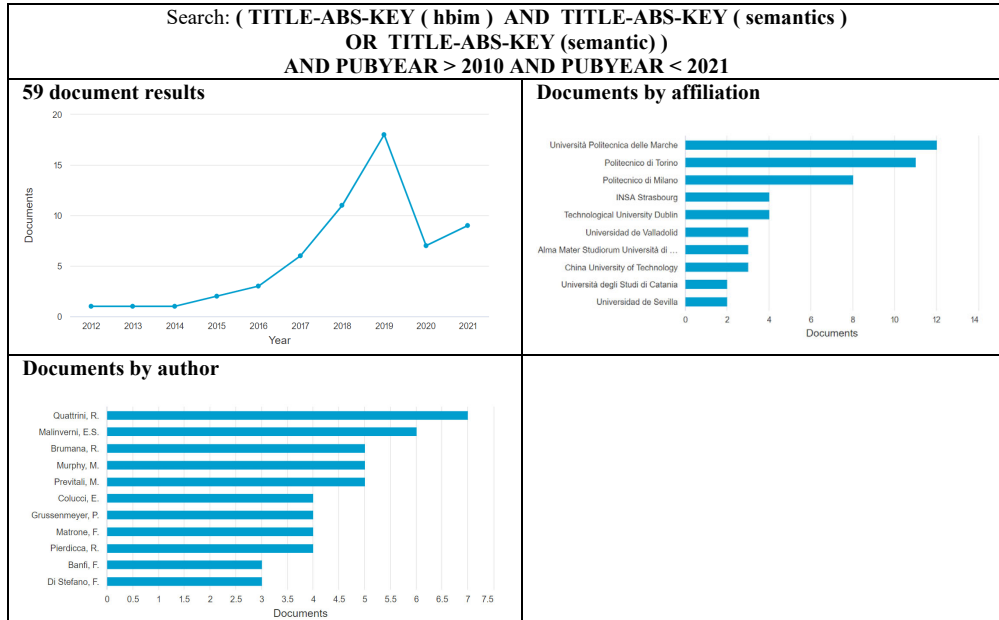 Search: ( TITLE-ABS-KEY ( hbim ) AND TITLE-ABS-KEY ( semantics )
OR TITLE-ABS-KEY (semantic) )
AND PUBYEAR > 2010 AND PUBYEAR < 2021
59 document results
20
15
10
5
0
Documents
2012 2013 2014 2015 2016 2017 2018 2019 2020 2021
Year
Documents by affiliation
Università Politecnica delle Marche
Politecnico di Torino
Politecnico di Milano
INSA Strasbourg
Technological University Dublin
Universidad de Valladolid
Alma Mater Studiorum Università di ...
China University of Technology
Università degli Studi di Catania
Universidad de Sevilla
0 2 4 6 8 10 12 14
Documents
Documents by author
Quattrini, R.
Malinverni, E.S.
Brumana, R.
Murphy, M.
Previtali, M.
Colucci, E.
Grussenmeyer, P.
Matrone, F.
Pierdicca, R.
Banfi, F.
Di Stefano, F.
0 0.5 1 1.5 2 2.5 3 3.5 4 4.5 5 5.5 6 6.5 7 7.5
Documents